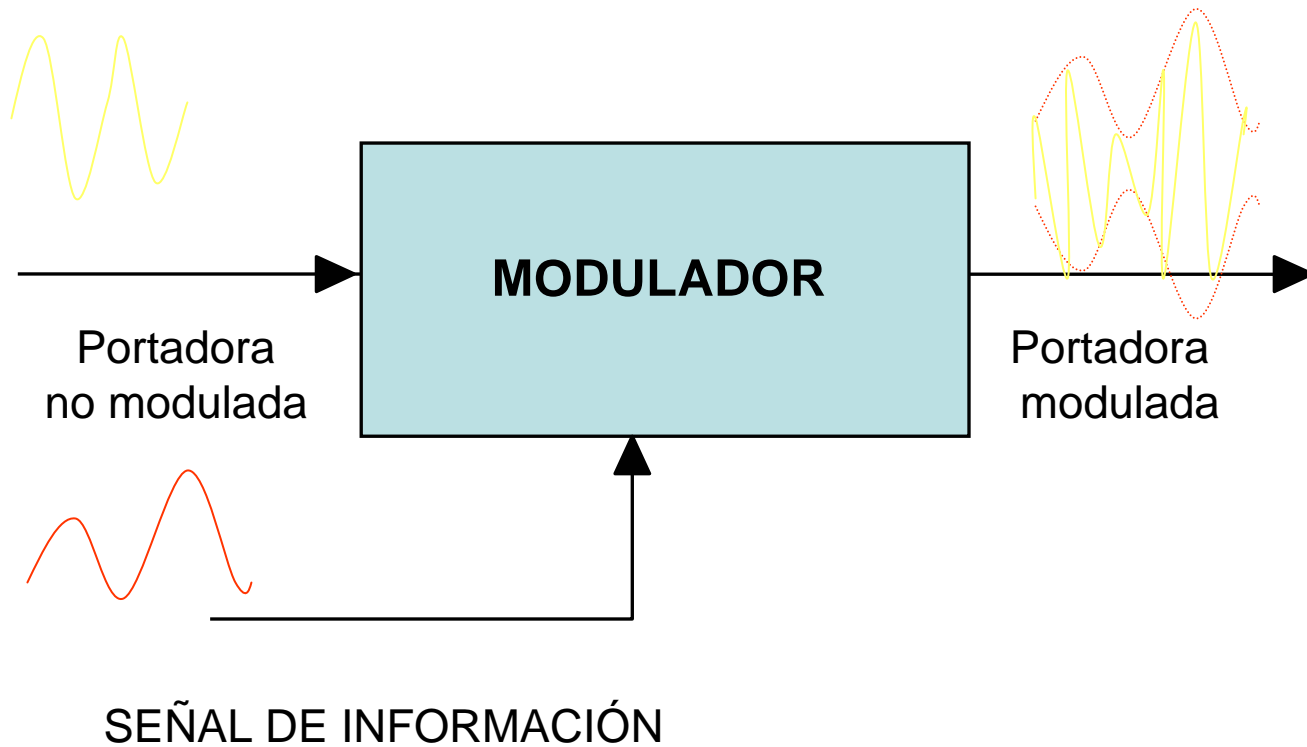 MODULADOR
Portadora
no modulada
Portadora
modulada
SEÑAL DE INFORMACIÓN